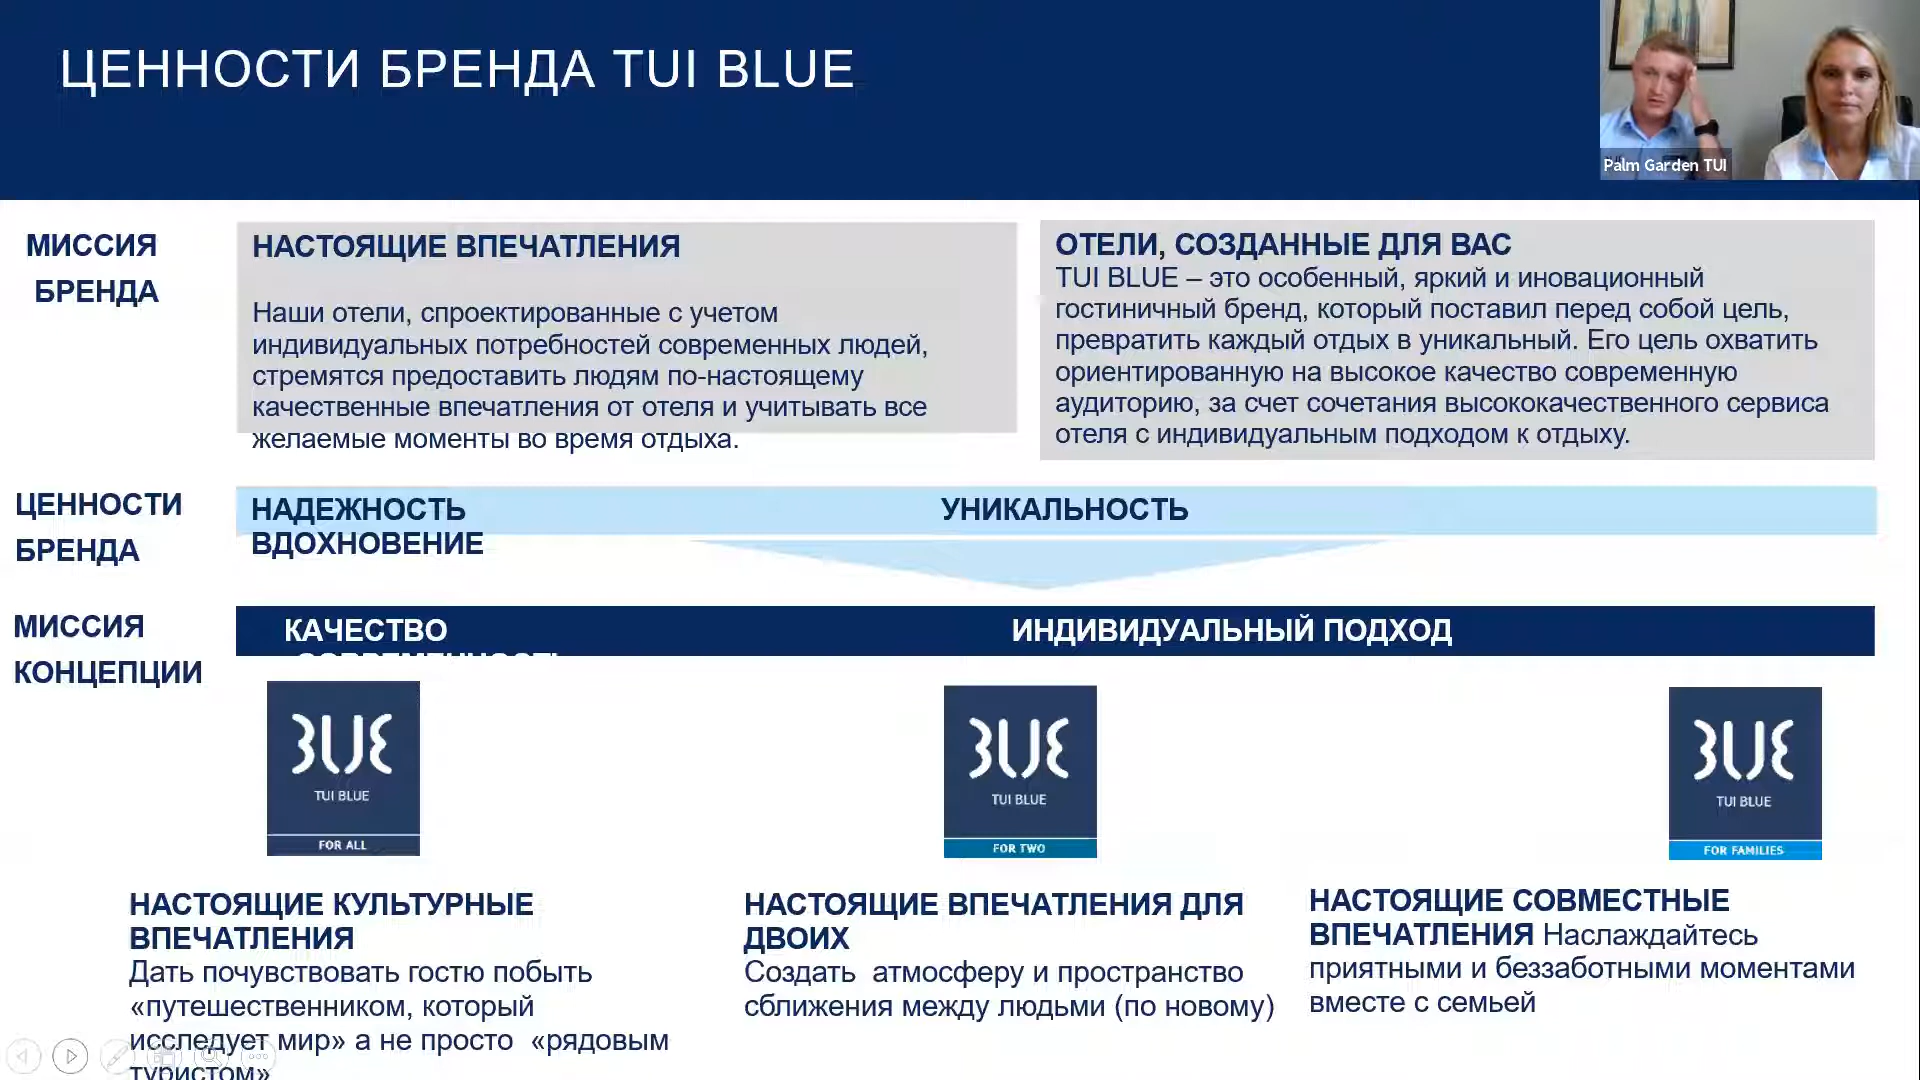 ЦЕННОСТИ БРЕНДА TUI BLUE
Palm Garden TUI
МИССИЯ
БРЕНДА
НАСТОЯЩИЕ ВПЕЧАТЛЕНИЯ
Наши отели, спроектированные с учетом
индивидуальных потребностей современных людей,
стремятся предоставить людям по-настоящему
качественные впечатления от отеля и учитывать все
желаемые моменты во время отдыха.
ОТЕЛИ, СОЗДАННЫЕ ДЛЯ ВАС
TUI BLUE – это особенный, яркий и иновационный
гостиничный бренд, который поставил перед собой цель,
превратить каждый отдых в уникальный. Его цель охватить
ориентированную на высокое качество современную
аудиторию, за счет сочетания высококачественного сервиса
отеля с индивидуальным подходом к отдыху.
ЦЕННОСТИ
БРЕНДА
НАДЕЖНОСТЬ
УНИКАЛЬНОСТЬ
ВДОХНОВЕНИЕ
МИССИЯ
КОНЦЕПЦИИ
КАЧЕСТВО
ИНДИВИДУАЛЬНЫЙ ПОДХОД
BLUE
TUI BLUE
FOR ALL
BLUE
TUI BLUE
FOR TWO
BLUE
TUI BLUE
FOR FAMILIES
НАСТОЯЩИЕ КУЛЬТУРНЫЕ
ВПЕЧАТЛЕНИЯ
Дать почувствовать гостю побыть
«путешественником, который
исследует мир» а не просто «рядовым
туристом»
НАСТОЯЩИЕ ВПЕЧАТЛЕНИЯ ДЛЯ
ДВОИХ
Создать атмосферу и пространство
сближения между людьми (по новому)
НАСТОЯЩИЕ СОВМЕСТНЫЕ
ВПЕЧАТЛЕНИЯ Наслаждайтесь
приятными и беззаботными моментами
вместе с семьей